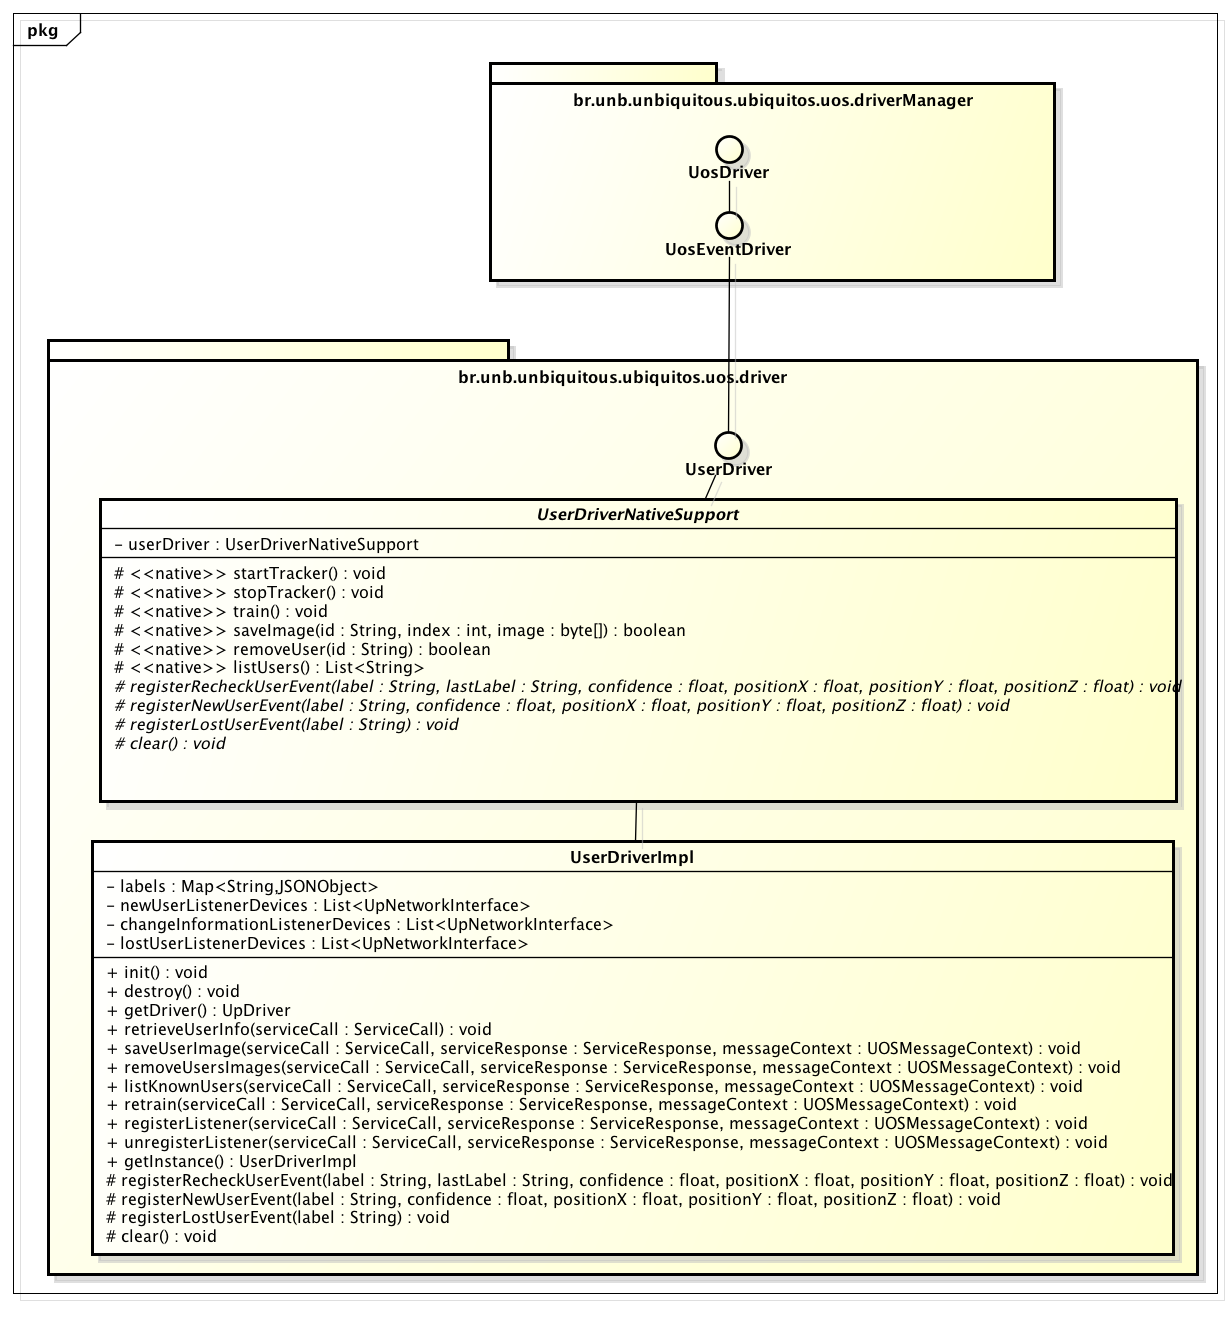 pkg
br.unb.unbiquitous.ubiquitos.uos.driverManager
UosDriver
UosEventDriver
br.unb.unbiquitous.ubiquitos.uos.driver
UserDriver
UserDriverNativeSupport
- userDriver : UserDriverNativeSupport
# <<native>> startTracker() : void
# <<native>> stopTracker() : void
# <<native>> train() : void
# <<native>> saveImage(id : String, index : int, image : byte[]) : boolean
# <<native>> removeUser(id : String) : boolean
# <<native>> listUsers() : List<String>
# registerRecheckUserEvent(label : String, lastLabel : String, confidence : float, positionX : float, positionY : float, positionZ : float) : void
# registerNewUserEvent(label : String, confidence : float, positionX : float, positionY : float, positionZ : float) : void
# registerLostUserEvent(label : String) : void
# clear() : void
UserDriverImpl
- labels : Map<String,JSONObject>
- newUserListenerDevices : List<UpNetworkInterface>
- changeInformationListenerDevices : List<UpNetworkInterface>
- lostUserListenerDevices : List<UpNetworkInterface>
+ init() : void
+ destroy() : void
+ getDriver() : UpDriver
+ retrieveUserInfo(serviceCall : ServiceCall) : void
+ saveUserImage(serviceCall : ServiceCall, serviceResponse : ServiceResponse, messageContext : UOSMessageContext) : void
+ removeUsersImages(serviceCall : ServiceCall, serviceResponse : ServiceResponse, messageContext : UOSMessageContext) : void
+ listKnownUsers(serviceCall : ServiceCall, serviceResponse : ServiceResponse, messageContext : UOSMessageContext) : void
+ retrain(serviceCall : ServiceCall, serviceResponse : ServiceResponse, messageContext : UOSMessageContext) : void
+ registerListener(serviceCall : ServiceCall, serviceResponse : ServiceResponse, messageContext : UOSMessageContext) : void
+ unregisterListener(serviceCall : ServiceCall, serviceResponse : ServiceResponse, messageContext : UOSMessageContext) : void
+ getInstance() : UserDriverImpl
# registerRecheckUserEvent(label : String, lastLabel : String, confidence : float, positionX : float, positionY : float, positionZ : float) : void
# registerNewUserEvent(label : String, confidence : float, positionX : float, positionY : float, positionZ : float) : void
# registerLostUserEvent(label : String) : void
# clear() : void